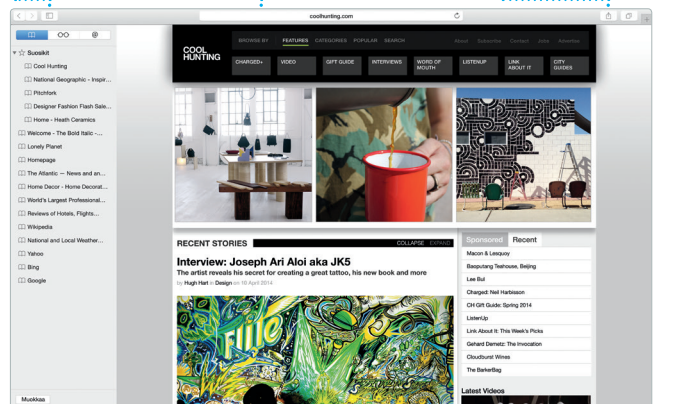 coolhunting.com
@
Suosikit
Cool Hunting
National Geographic - Inspir...
Pitchfork
Designer Fashion Flash Sale...
Home - Heath Ceramics
Welcome - The Bold Italic -...
Lonely Planet
Homepage
The Atlantic — News and an...
Home Decor - Home Decorat...
World's Largest Professional...
Reviews of Hotels, Flights...
Wikipedia
National and Local Weather...
Yahoo
Bing
Google
Muokkaa
COOL
HUNTING
BROWSE BY FEATURES CATEGORIES POPULAR SEARCH
About Subscribe Contact Jobs Advertise
CHARGED+ VIDEO GIFT GUIDE INTERVIEWS WORD OF MOUTH LISTENUP LINK ABOUT IT CITY GUIDES
RECENT STORIES COLLAPSE EXPAND
Interview: Joseph Ari Aloi aka JK5
The artist reveals his secret for creating a great tattoo, his new book and more
by Hugh Hart in Design on 16 April 2014
Sponsored Recent
Macon & Lesquoy
Baoputang Teahouse, Beijing
Lee Bul
Charged: Neil Harbisson
CH Gift Guide: Spring 2014
ListenUp
Link About It: This Week's Picks
Gehard Demetz: The Invocation
Cloudburst Wines
The BarkerBag
Latest Videos